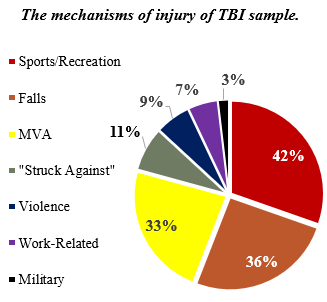 The mechanisms of injury of TBI sample.
Sports/Recreation
Falls
MVA
"Struck Against"
Violence
Work-Related
Military
3%
7%
9%
11%
42%
33%
36%